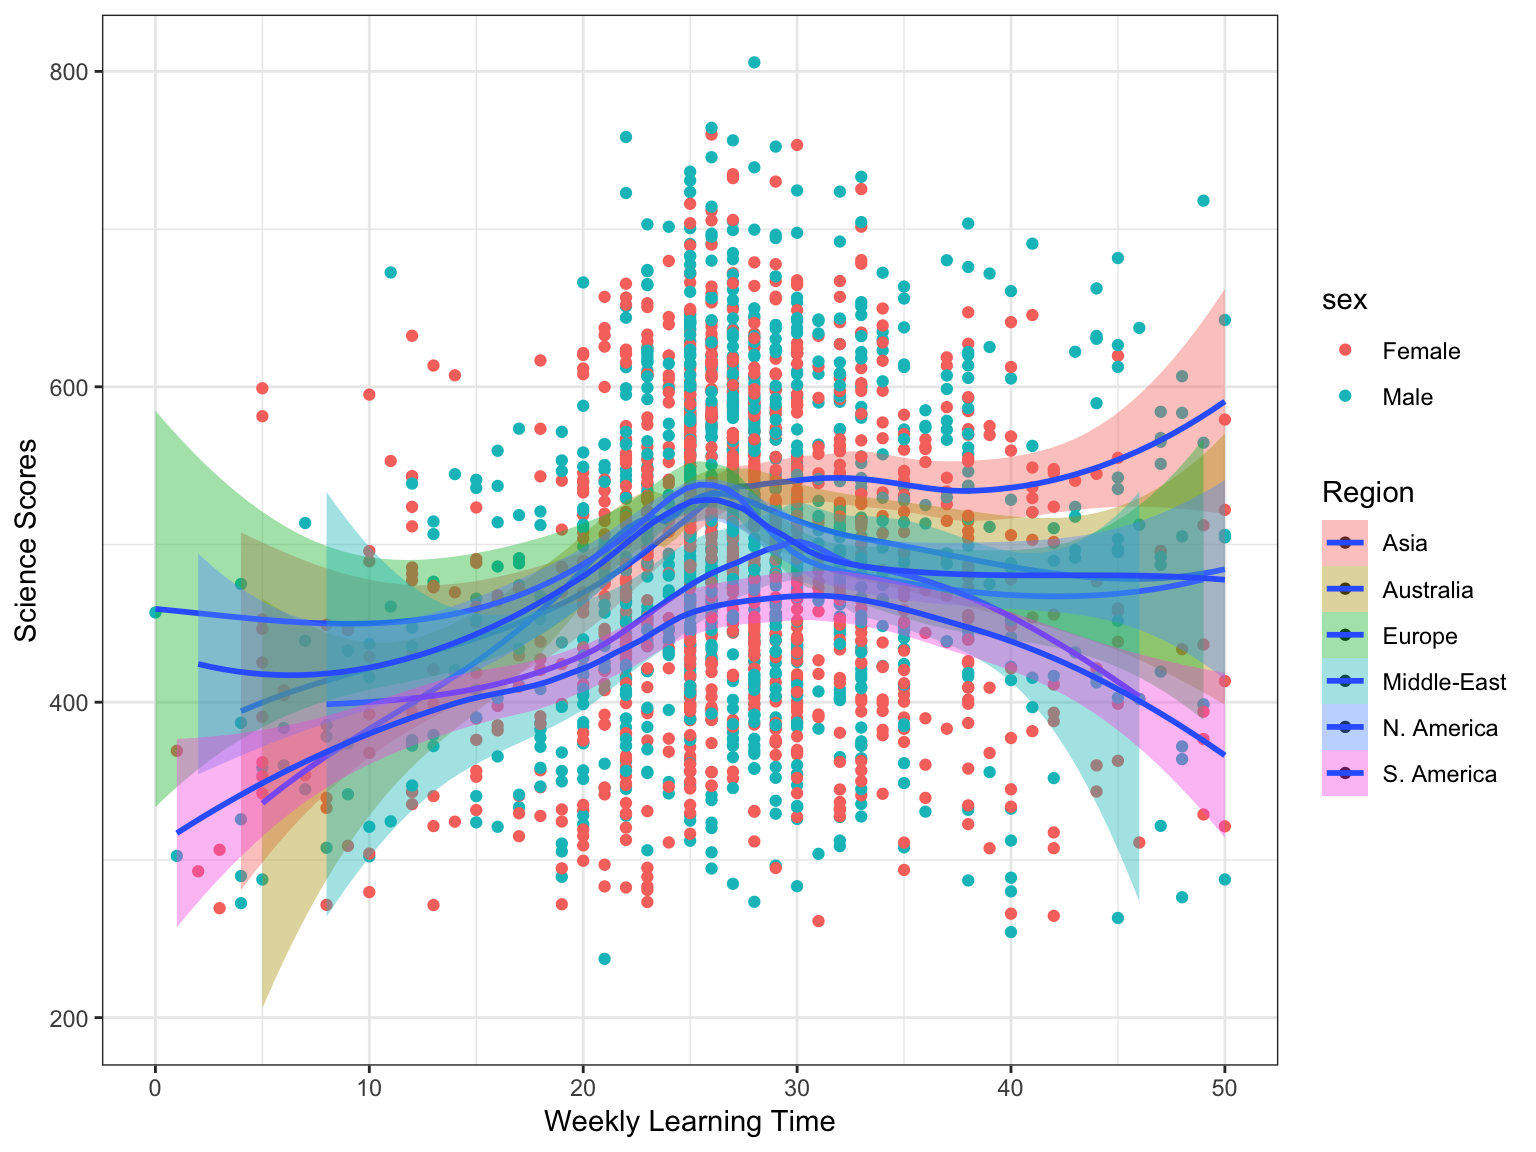 800
600
400
200
Science Scores
0 10 20 30 40 50
Weekly Learning Time
sex
Female
Male
Region
Asia
Australia
Europe
Middle-East
N. America
S. America